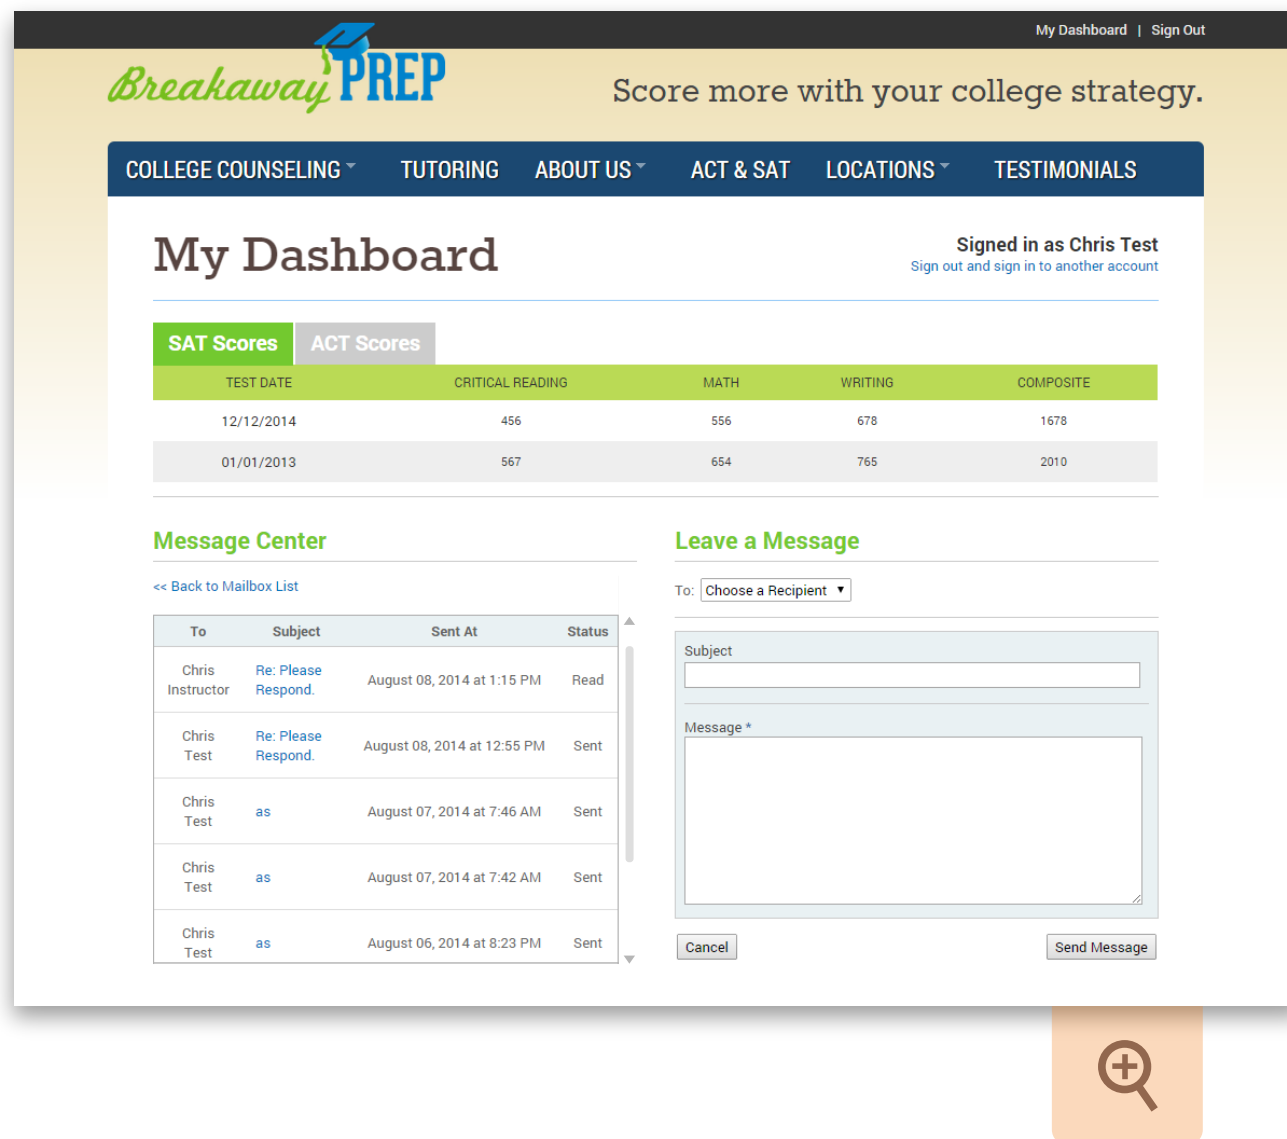 My Dashboard | Sign Out
Breakaway PREP
Score more with your college strategy.
COLLEGE COUNSELING TUTORING ABOUT US ACT & SAT LOCATIONS TESTIMONIALS
My Dashboard
Signed in as Chris Test
Sign out and sign in to another account
SAT Scores ACT Scores
TEST DATE CRITICAL READING MATH WRITING COMPOSITE
12/12/2014 456 556 678 1678
01/01/2013 567 654 765 2010
Message Center
<< Back to Mailbox List
To Subject Sent At Status
Chris Instructor Re: Please Respond. August 08, 2014 at 1:15 PM Read
Chris Test Re: Please Respond. August 08, 2014 at 12:55 PM Sent
Chris Test as August 07, 2014 at 7:46 AM Sent
Chris Test as August 07, 2014 at 7:42 AM Sent
Chris Test as August 06, 2014 at 8:23 PM Sent
Leave a Message
To: Choose a Recipient
Subject
Message *
Cancel Send Message